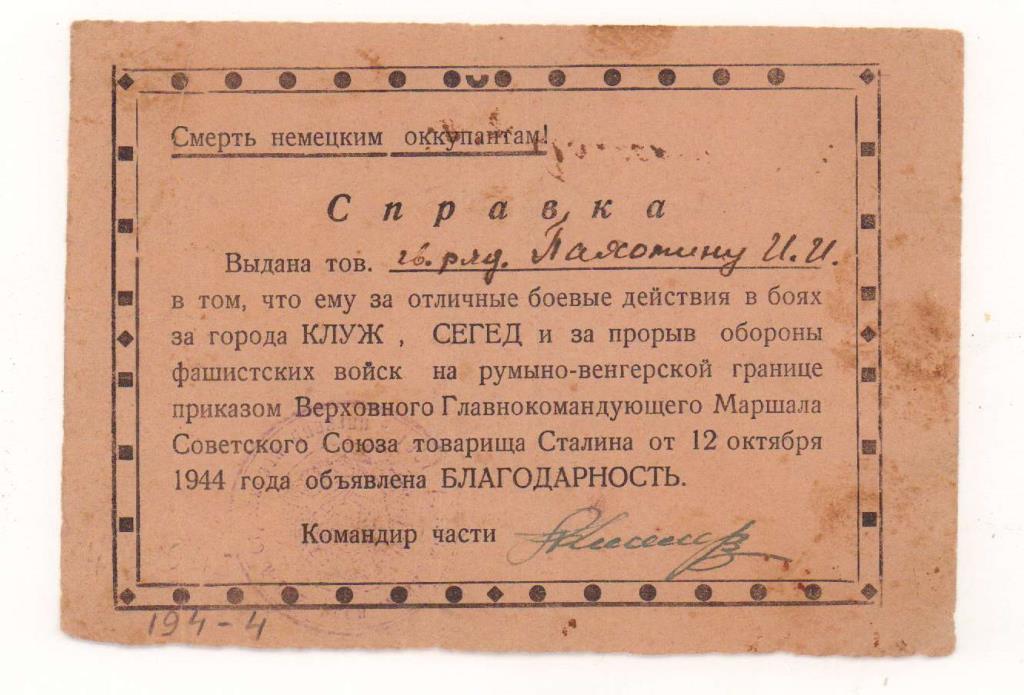 Смерть немецким оккупантам!
Справка
Выдана тов. гв. ряд. Пахотину И.И.
в том, что ему за отличные боевые действия в боях
за города КЛУЖ, СЕГЕД и за прорыв обороны
фашистских войск на румыно-венгерской границе
приказом Верховного Главнокомандующего Маршала
Советского Союза товарища Сталина от 12 октября
1944 года объявлена БЛАГОДАРНОСТЬ.
Командир части
194-4